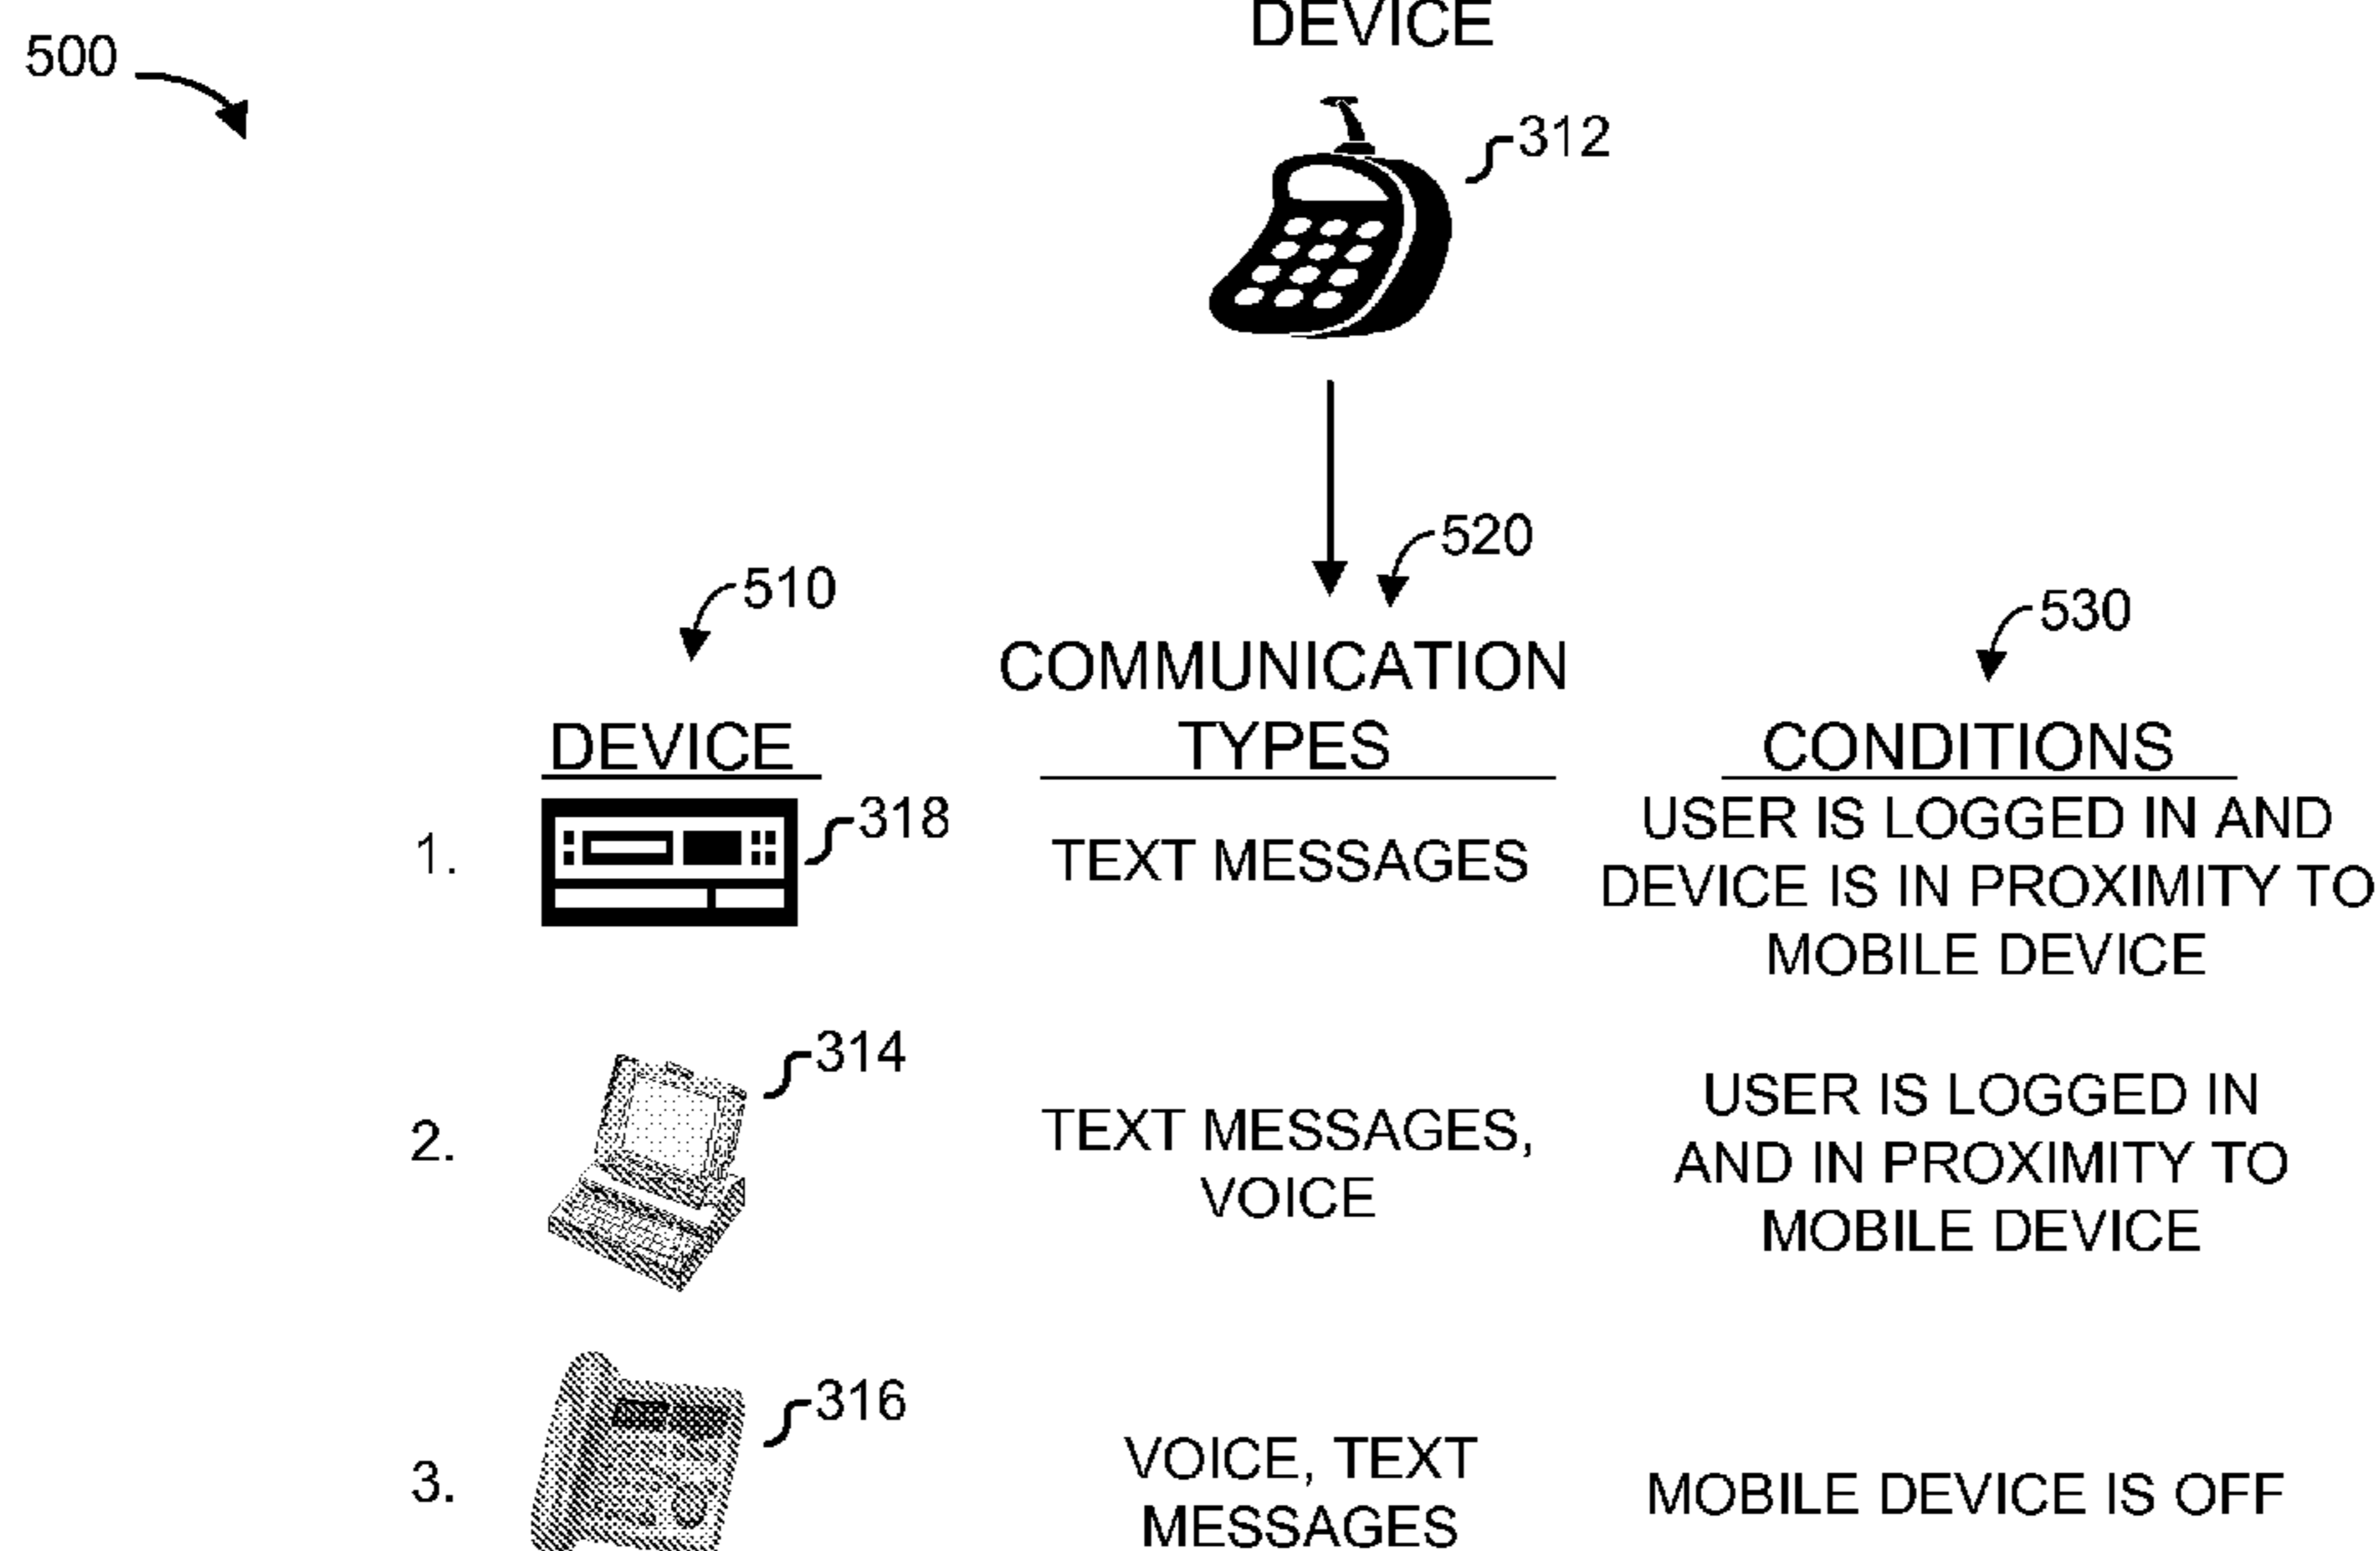 DEVICE
500
312
520
510
530
COMMUNICATION
DEVICE TYPES CONDITIONS
1. 318 TEXT MESSAGES USER IS LOGGED IN AND
DEVICE IS IN PROXIMITY TO
MOBILE DEVICE
314
2. TEXT MESSAGES, USER IS LOGGED IN
VOICE AND IN PROXIMITY TO
MOBILE DEVICE
316
3. VOICE, TEXT MOBILE DEVICE IS OFF
MESSAGES